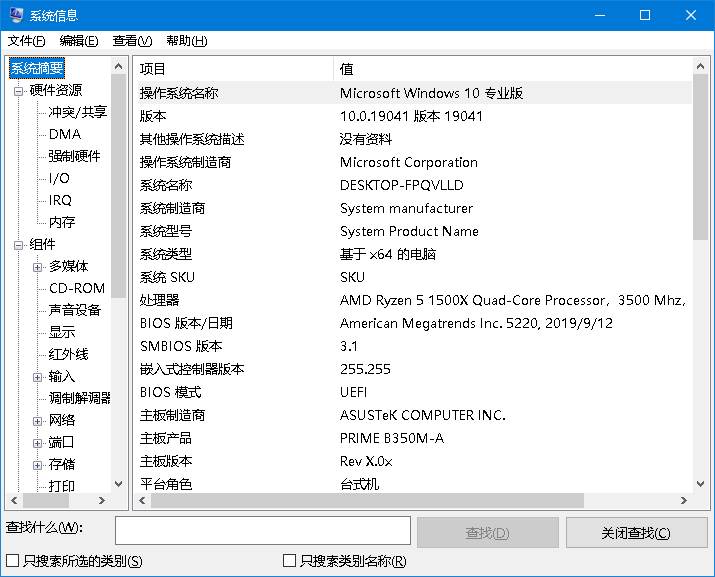 系统信息
文件(F) 编辑(E) 查看(V) 帮助(H)
系统摘要
硬件资源
冲突/共享
DMA
强制硬件
I/O
IRQ
内存
组件
多媒体
CD-ROM
声音设备
显示
红外线
输入
调制解调器
网络
端口
存储
打印
项目 值
操作系统名称 Microsoft Windows 10 专业版
版本 10.0.19041 版本 19041
其他操作系统描述 没有资料
操作系统制造商 Microsoft Corporation
系统名称 DESKTOP-FPQVLLD
系统制造商 System manufacturer
系统型号 System Product Name
系统类型 基于 x64 的电脑
系统 SKU SKU
处理器 AMD Ryzen 5 1500X Quad-Core Processor，3500 Mhz，
BIOS 版本/日期 American Megatrends Inc. 5220, 2019/9/12
SMBIOS 版本 3.1
嵌入式控制器版本 255.255
BIOS 模式 UEFI
主板制造商 ASUSTeK COMPUTER INC.
主板产品 PRIME B350M-A
主板版本 Rev X.0x
平台角色 台式机
查找什么(W): 查找(D) 关闭查找(C)
只搜索所选的类别(S) 只搜索类别名称(R)